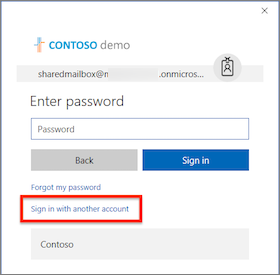 CONTOSO demo
sharedmailbox@n .onmicros...
Enter password
Password
Back
Sign in
Forgot my password
Sign in with another account
Contoso